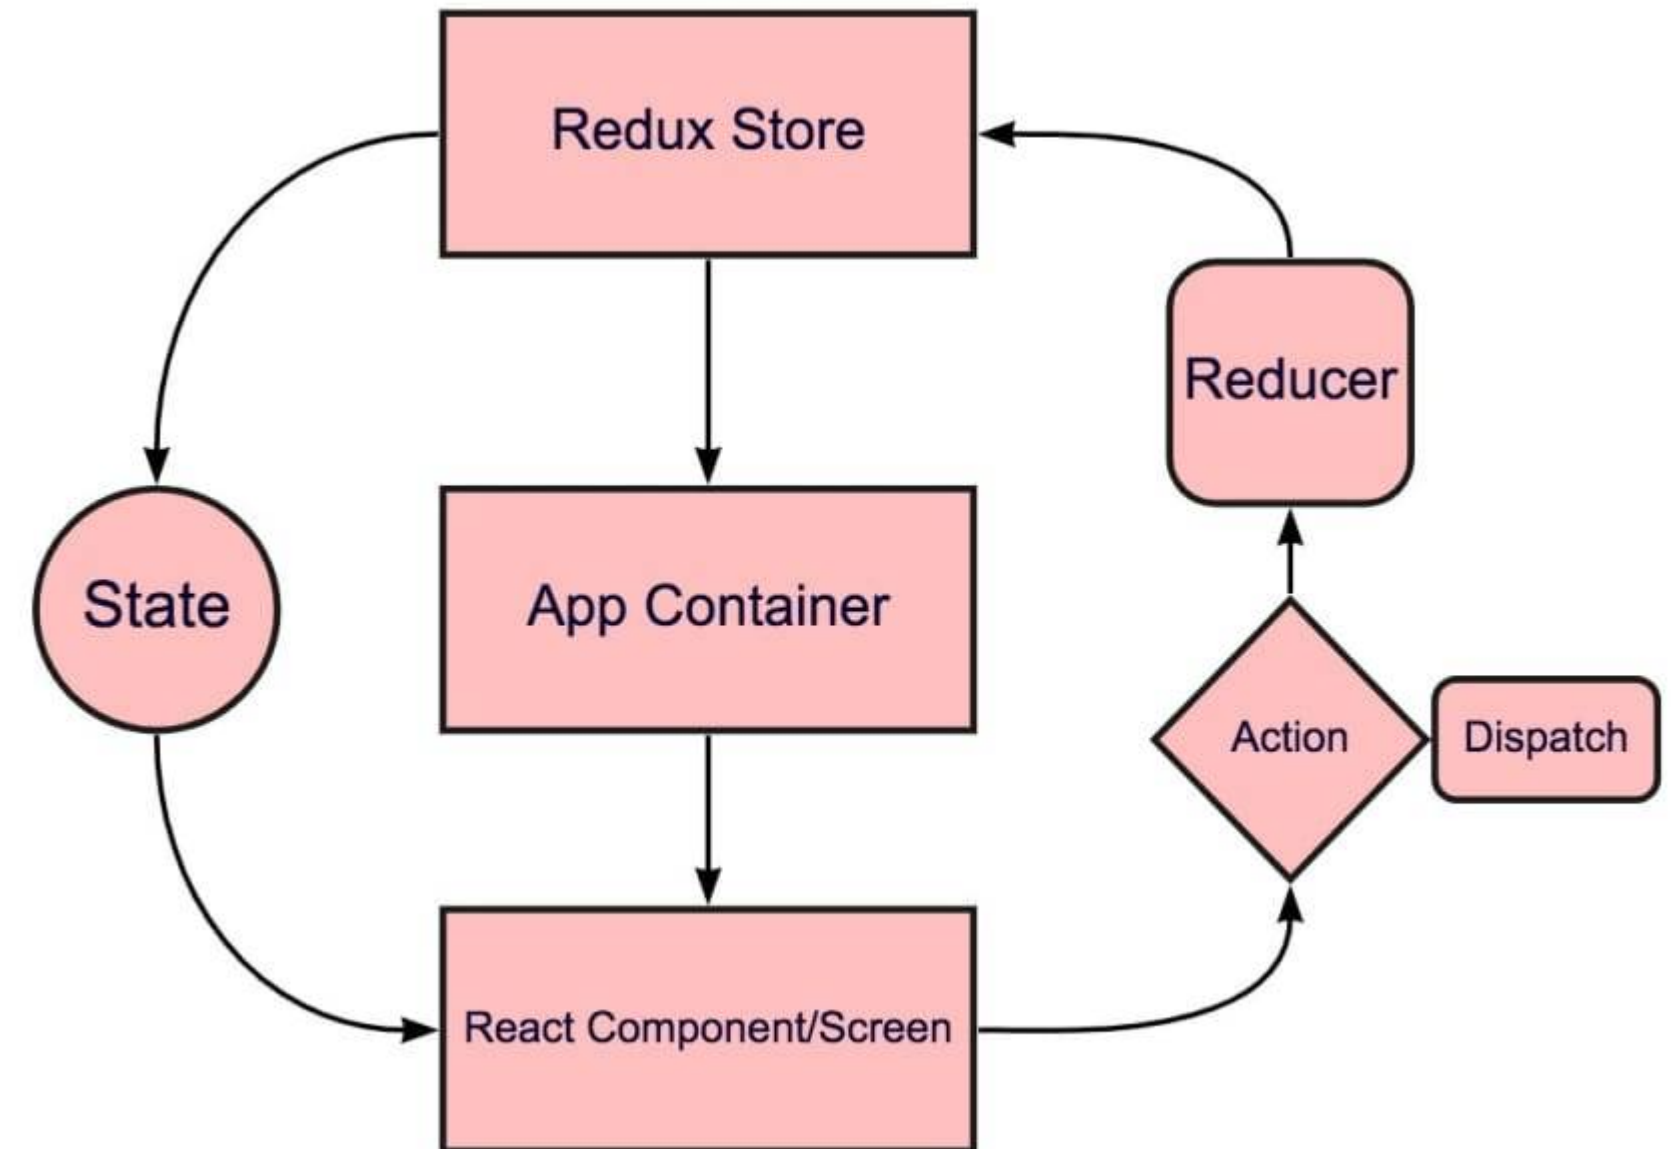 Redux Store
Reducer
State
App Container
Action
Dispatch
React Component/Screen